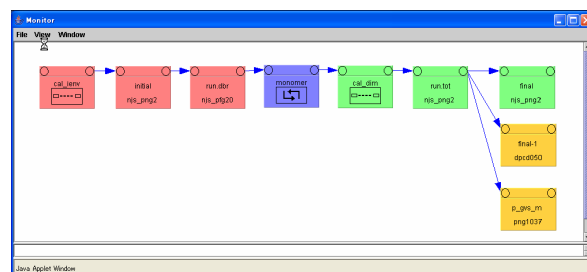 Monitor
File View Window
cal_ienv
initial
njs_png2
run.dbr
njs_pfg20
monomer
cal_dim
run.tot
njs_png2
final
njs_png2
final-1
dpcd050
p_gvs_m
png1037
Java Applet Window